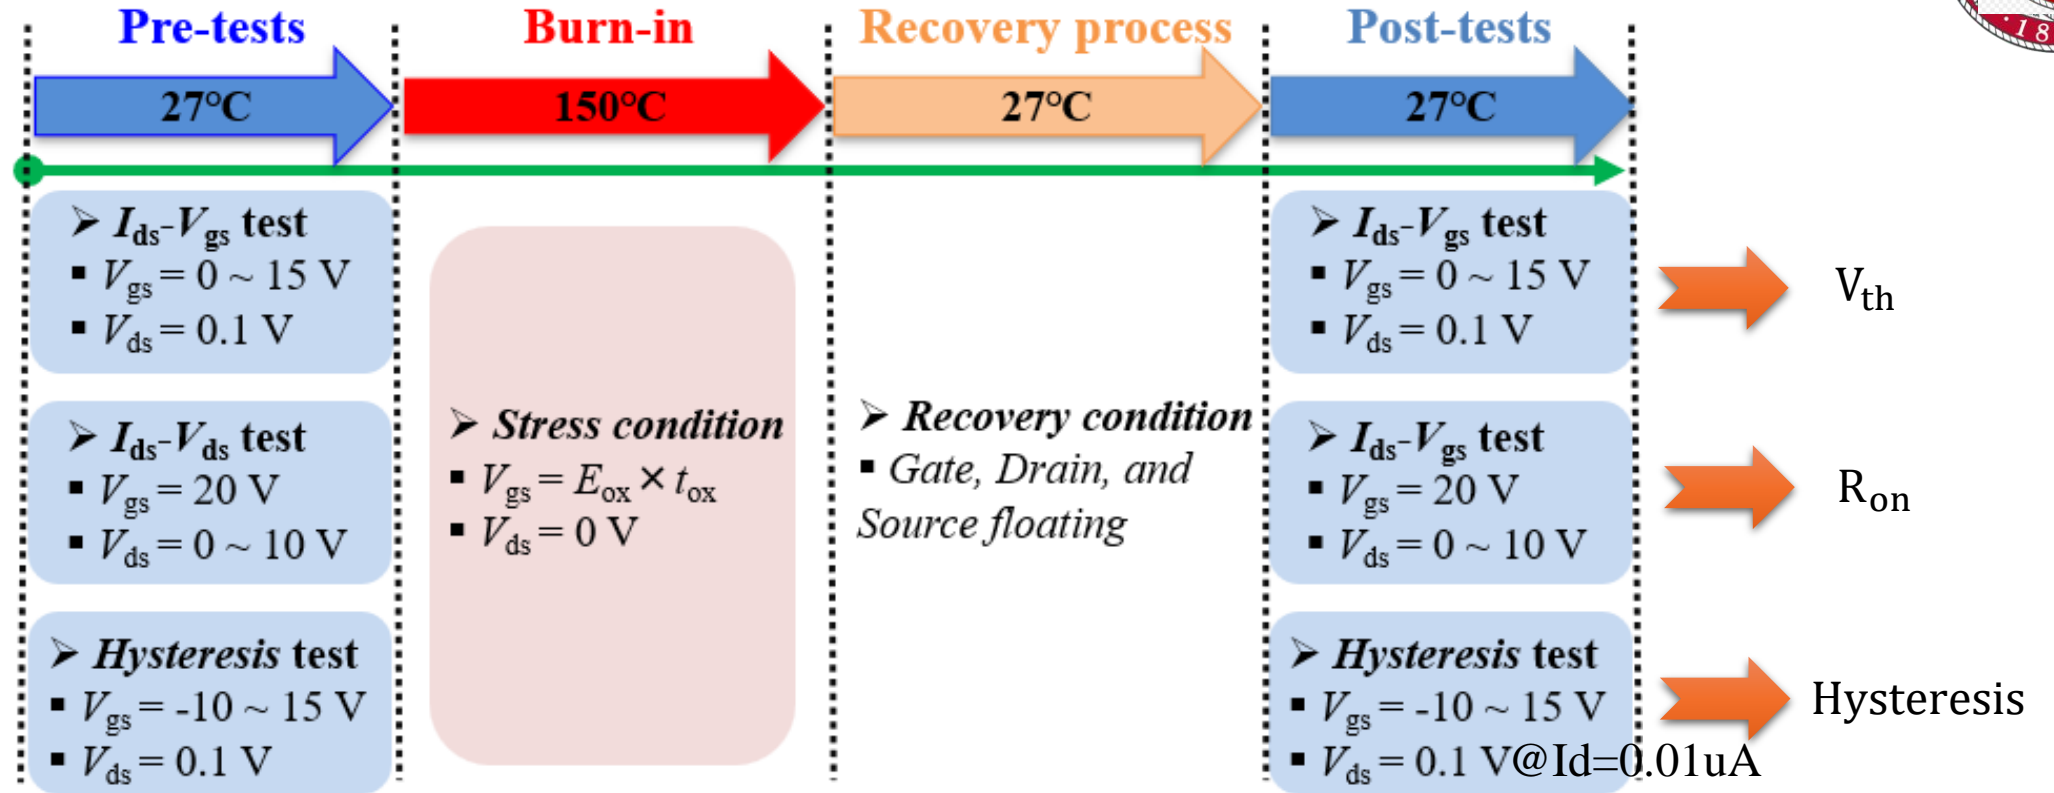 Pre-tests
Burn-in
Recovery process
Post-tests
27°C
150°C
27°C
27°C
➢ Ids-Vgs test
▪ Vgs = 0 ~ 15 V
▪ Vds = 0.1 V
➢ Ids-Vds test
▪ Vgs = 20 V
▪ Vds = 0 ~ 10 V
➢ Hysteresis test
▪ Vgs = -10 ~ 15 V
▪ Vds = 0.1 V
➢ Stress condition
▪ Vgs = Eox × tox
▪ Vds = 0 V
➢ Recovery condition
▪ Gate, Drain, and
Source floating
➢ Ids-Vgs test
▪ Vgs = 0 ~ 15 V
▪ Vds = 0.1 V
➢ Ids-Vgs test
▪ Vgs = 20 V
▪ Vds = 0 ~ 10 V
➢ Hysteresis test
▪ Vgs = -10 ~ 15 V
▪ Vds = 0.1 V@Id=0.01uA
Vth
Ron
Hysteresis
· 18